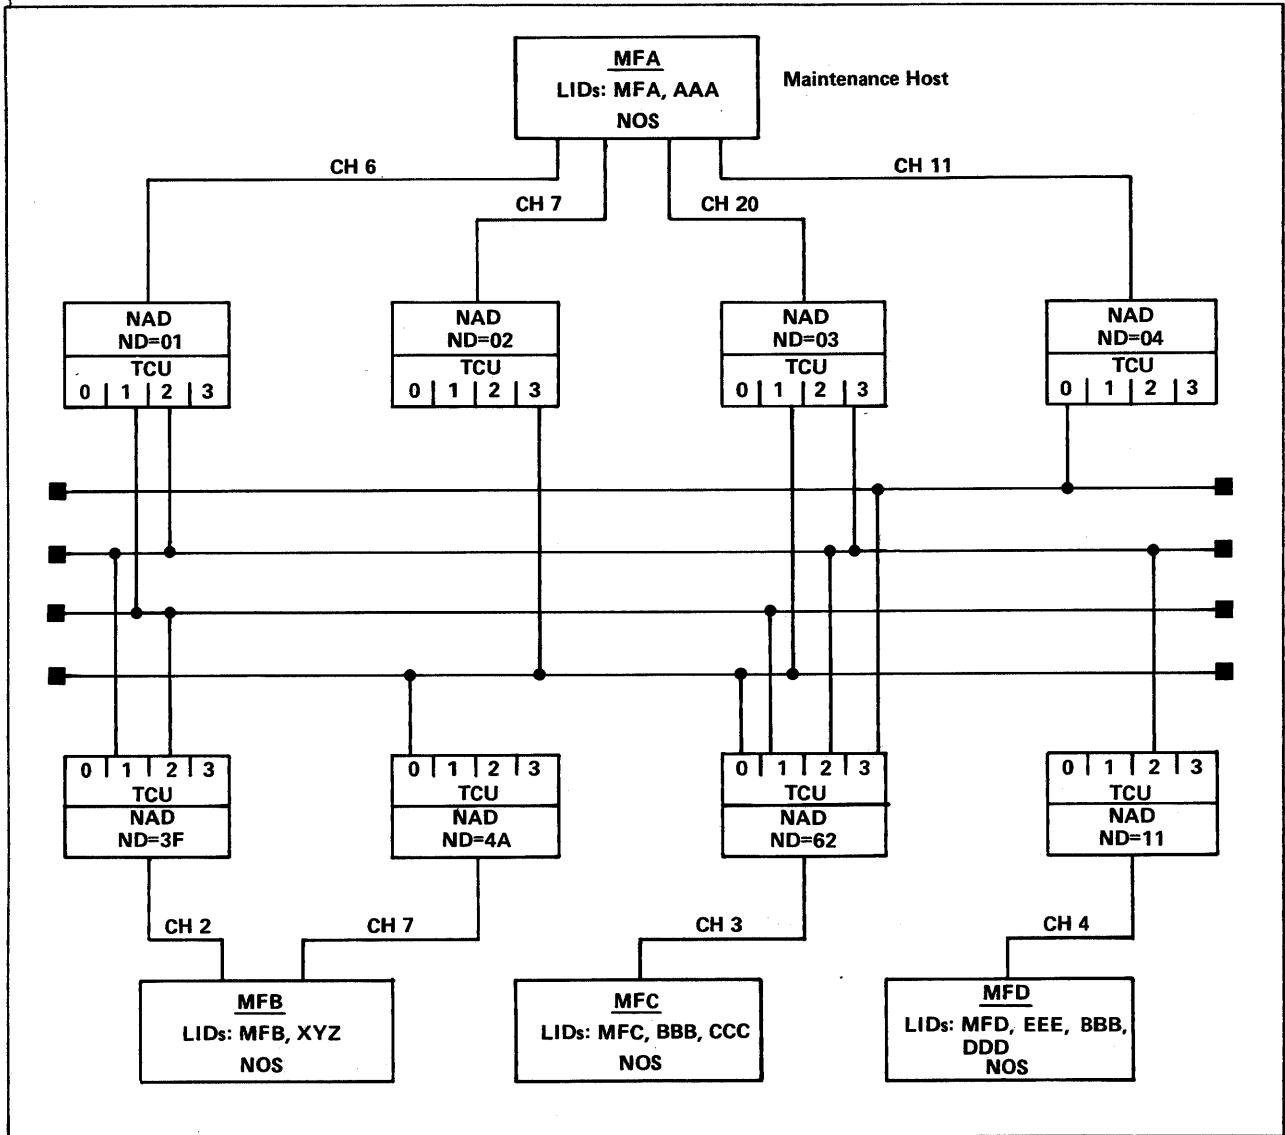 MFA
LIDs: MFA, AAA
NOS
Maintenance Host
CH 6
CH 11
CH 7
CH 20
NAD
ND=01
TCU
0 1 2 3
NAD
ND=02
TCU
0 1 2 3
NAD
ND=03
TCU
0 1 2 3
NAD
ND=04
TCU
0 1 2 3
0 1 2 3
TCU
NAD
ND=3F
0 1 2 3
TCU
NAD
ND=4A
0 1 2 3
TCU
NAD
ND=62
0 1 2 3
TCU
NAD
ND=11
CH 2
CH 7
CH 3
CH 4
MFB
LIDs: MFB, XYZ
NOS
MFC
LIDs: MFC, BBB, CCC
NOS
MFD
LIDs: MFD, EEE, BBB,
DDD
NOS